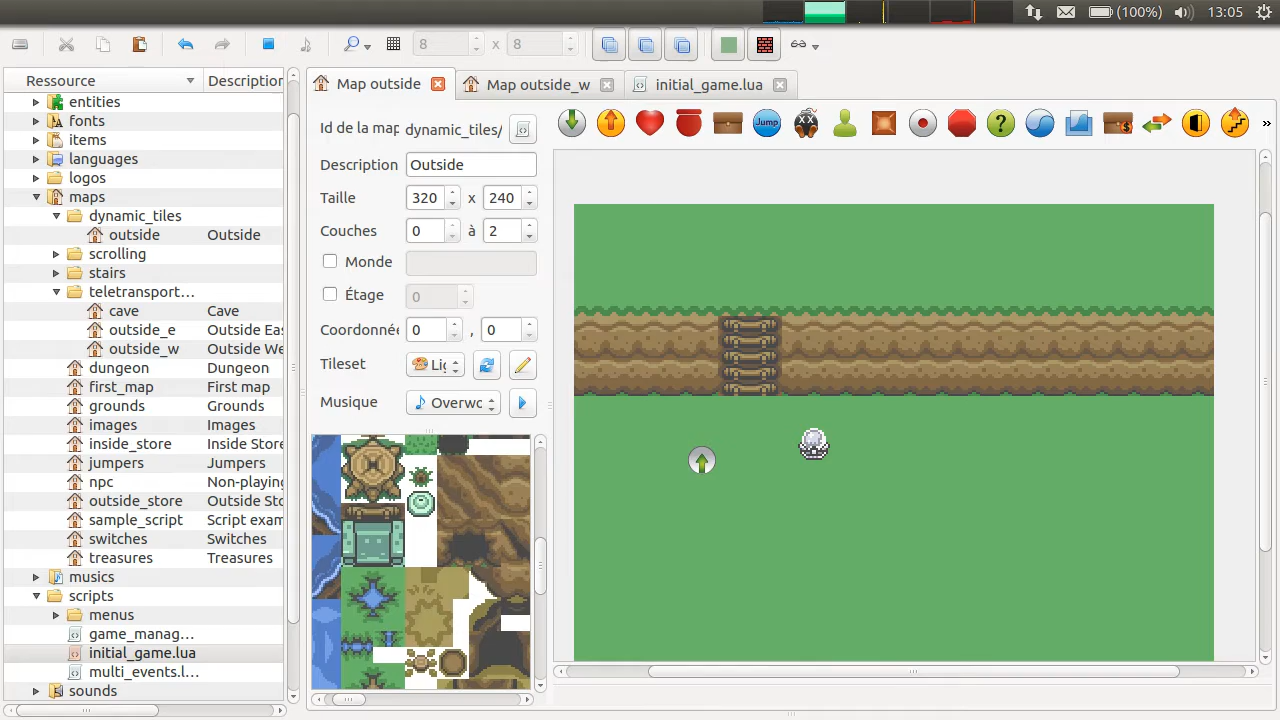 (100%) 13:05
8 x 8
Ressource Description
entities
fonts
items
languages
logos
maps
dynamic_tiles
outside Outside
scrolling
stairs
teletransport...
cave Cave
outside_e Outside Eas
outside_w Outside We
dungeon Dungeon
first_map First map
grounds Grounds
images Images
inside_store Inside Store
jumpers Jumpers
npc Non-playing
outside_store Outside Sto
sample_script Script exam
switches Switches
treasures Treasures
musics
scripts
menus
game_manag...
initial_game.lua
multi_events.l...
sounds
Map outside
Map outside_w
initial_game.lua
Id de la map dynamic_tiles/
Description Outside
Taille 320 x 240
Couches 0 à 2
Monde
Étage 0
Coordonnée 0 , 0
Tileset Lig
Musique Overwo
Jump
?
$
»